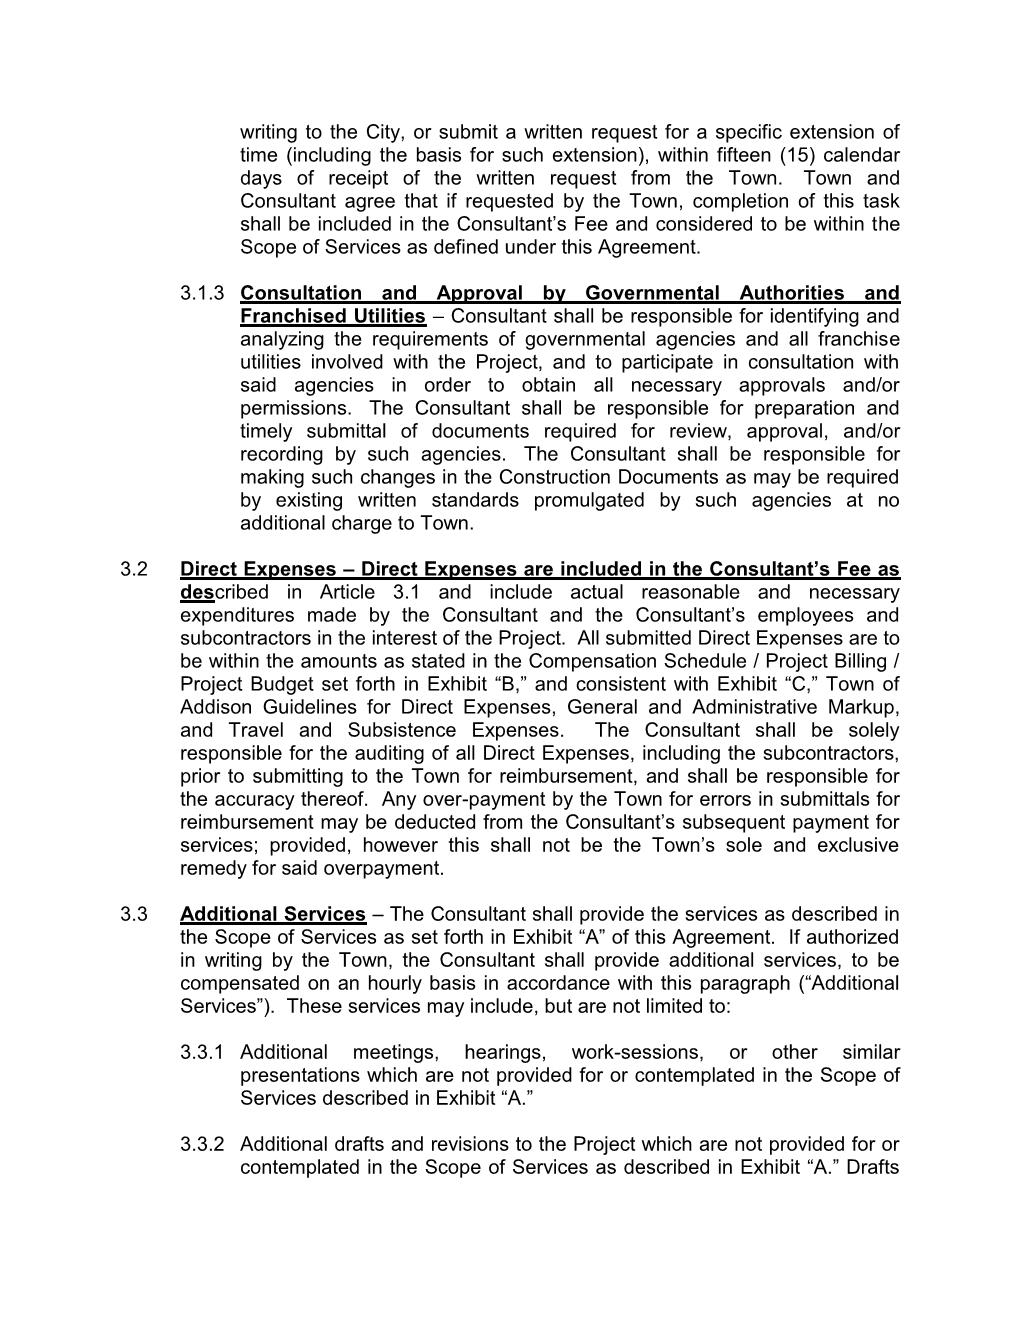 writing to the City, or submit a written request for a specific extension of
time (including the basis for such extension), within fifteen (15) calendar
days of receipt of the written request from the Town.  Town and
Consultant agree that if requested by the Town, completion of this task
shall be included in the Consultant’s Fee and considered to be within the
Scope of Services as defined under this Agreement.
3.1.3 Consultation and Approval by Governmental Authorities and
Franchised Utilities – Consultant shall be responsible for identifying and
analyzing the requirements of governmental agencies and all franchise
utilities involved with the Project, and to participate in consultation with
said agencies in order to obtain all necessary approvals and/or
permissions.  The Consultant shall be responsible for preparation and
timely submittal of documents required for review, approval, and/or
recording by such agencies.  The Consultant shall be responsible for
making such changes in the Construction Documents as may be required
by existing written standards promulgated by such agencies at no
additional charge to Town.
3.2 Direct Expenses – Direct Expenses are included in the Consultant’s Fee as
described in Article 3.1 and include actual reasonable and necessary
expenditures made by the Consultant and the Consultant’s employees and
subcontractors in the interest of the Project.  All submitted Direct Expenses are to
be within the amounts as stated in the Compensation Schedule / Project Billing /
Project Budget set forth in Exhibit “B,” and consistent with Exhibit “C,” Town of
Addison Guidelines for Direct Expenses, General and Administrative Markup,
and Travel and Subsistence Expenses.  The Consultant shall be solely
responsible for the auditing of all Direct Expenses, including the subcontractors,
prior to submitting to the Town for reimbursement, and shall be responsible for
the accuracy thereof.  Any over-payment by the Town for errors in submittals for
reimbursement may be deducted from the Consultant’s subsequent payment for
services; provided, however this shall not be the Town’s sole and exclusive
remedy for said overpayment.
3.3 Additional Services – The Consultant shall provide the services as described in
the Scope of Services as set forth in Exhibit “A” of this Agreement.  If authorized
in writing by the Town, the Consultant shall provide additional services, to be
compensated on an hourly basis in accordance with this paragraph (“Additional
Services”).  These services may include, but are not limited to:
3.3.1 Additional meetings, hearings, work-sessions, or other similar
presentations which are not provided for or contemplated in the Scope of
Services described in Exhibit “A.”
3.3.2 Additional drafts and revisions to the Project which are not provided for or
contemplated in the Scope of Services as described in Exhibit “A.” Drafts